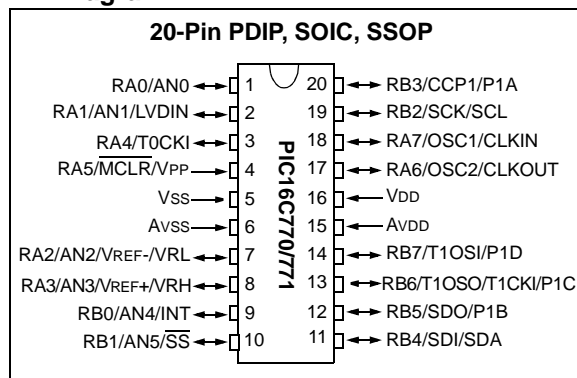 20-Pin PDIP, SOIC, SSOP
RA0/AN0 1 20 RB3/CCP1/P1A
RA1/AN1/LVDIN 2 19 RB2/SCK/SCL
RA4/T0CKI 3 18 RA7/OSC1/CLKIN
RA5/MCLR/VPP 4 17 RA6/OSC2/CLKOUT
VSS 5 16 VDD
AVSS 6 15 AVDD
RA2/AN2/VREF-/VRL 7 14 RB7/T1OSI/P1D
RA3/AN3/VREF+/VRH 8 13 RB6/T1OSO/T1CKI/P1C
RB0/AN4/INT 9 12 RB5/SDO/P1B
RB1/AN5/SS 10 11 RB4/SDI/SDA
PIC16C770/771